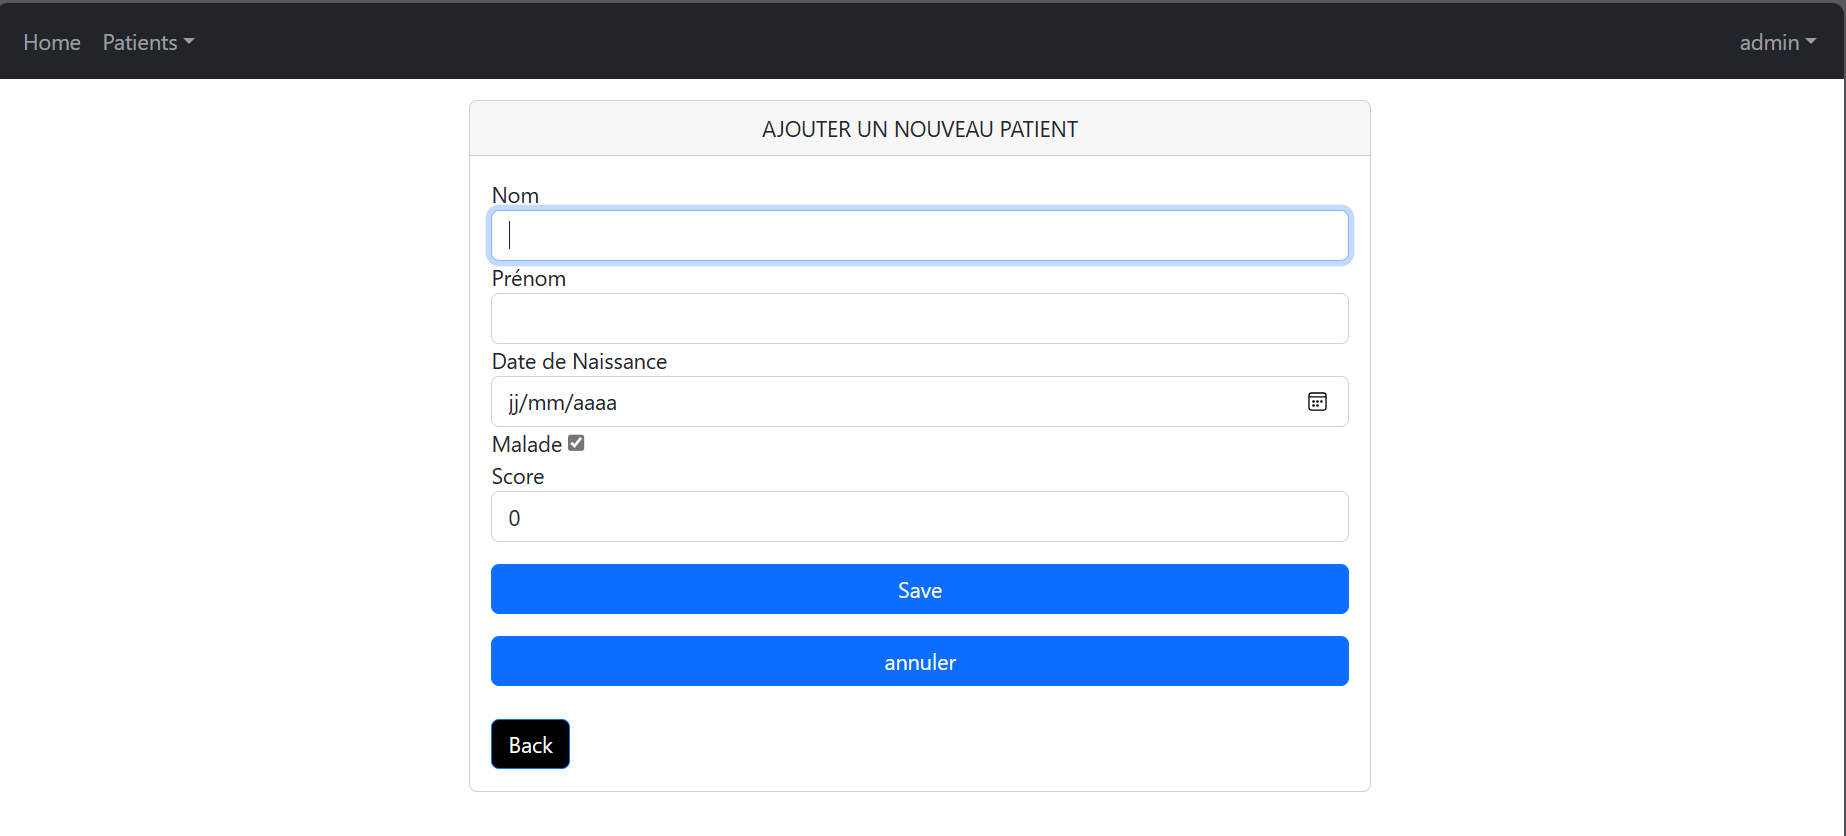 Home Patients admin
AJOUTER UN NOUVEAU PATIENT
Nom
Prénom
Date de Naissance
jj/mm/aaaa
Malade
Score
0
Save
annuler
Back